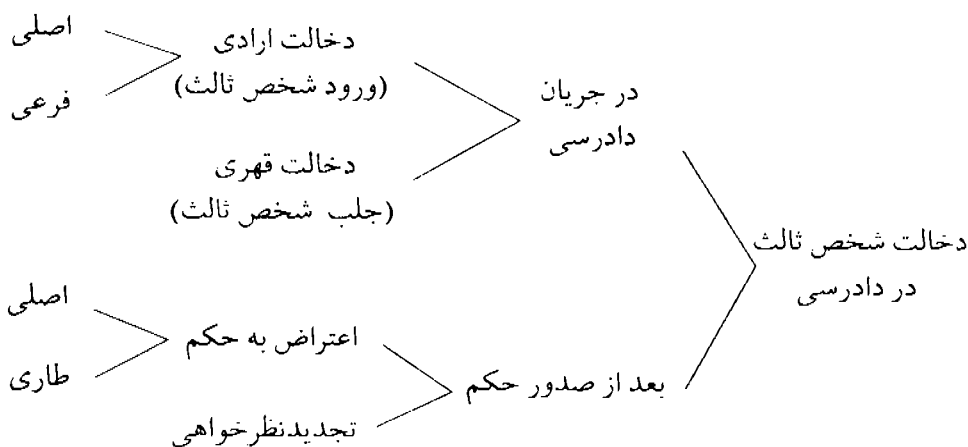 دخالت شخص ثالث
در دادرسی
در جریان
دادرسی
دخالت ارادی
(ورود شخص ثالث)
اصلی
فرعی
دخالت قهری
(جلب شخص ثالث)
بعد از صدور حکم
اعتراض به حکم
اصلی
طاری
تجدیدنظرخواهی